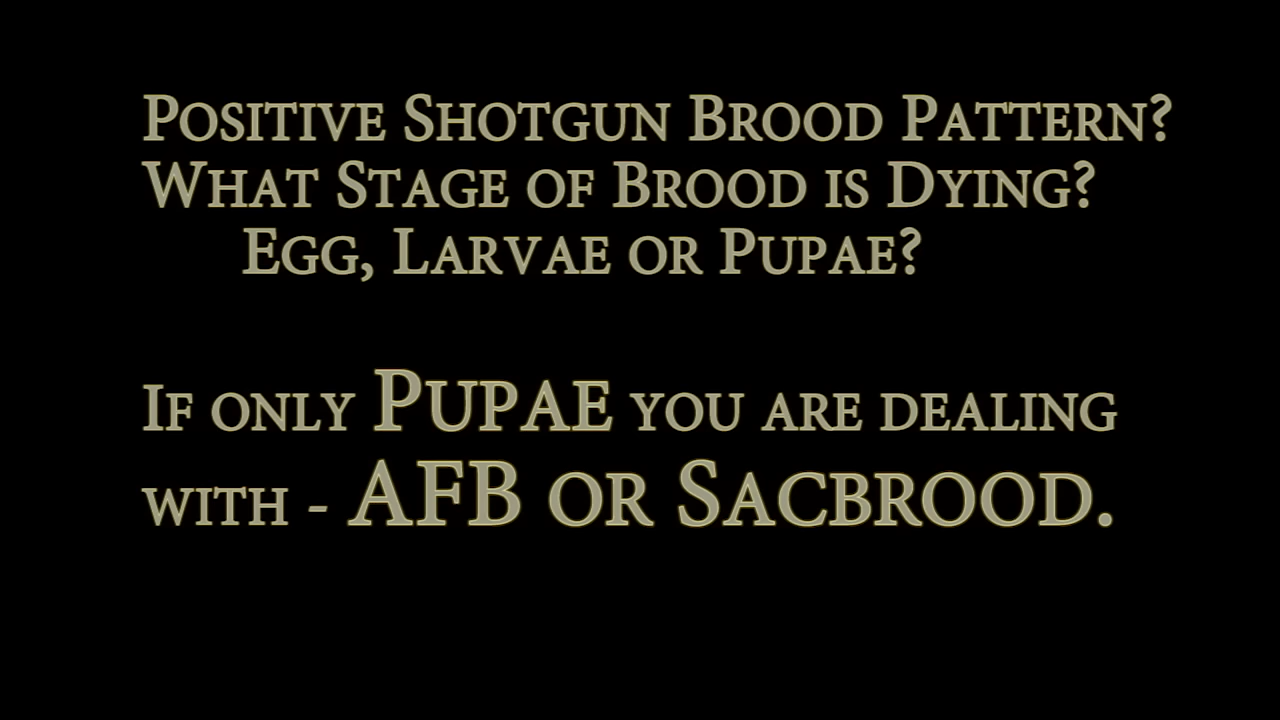 Positive Shotgun Brood Pattern?
What Stage of Brood is Dying?
Egg, Larvae or Pupae?
If only Pupae you are dealing
with - AFB or Sacbrood.